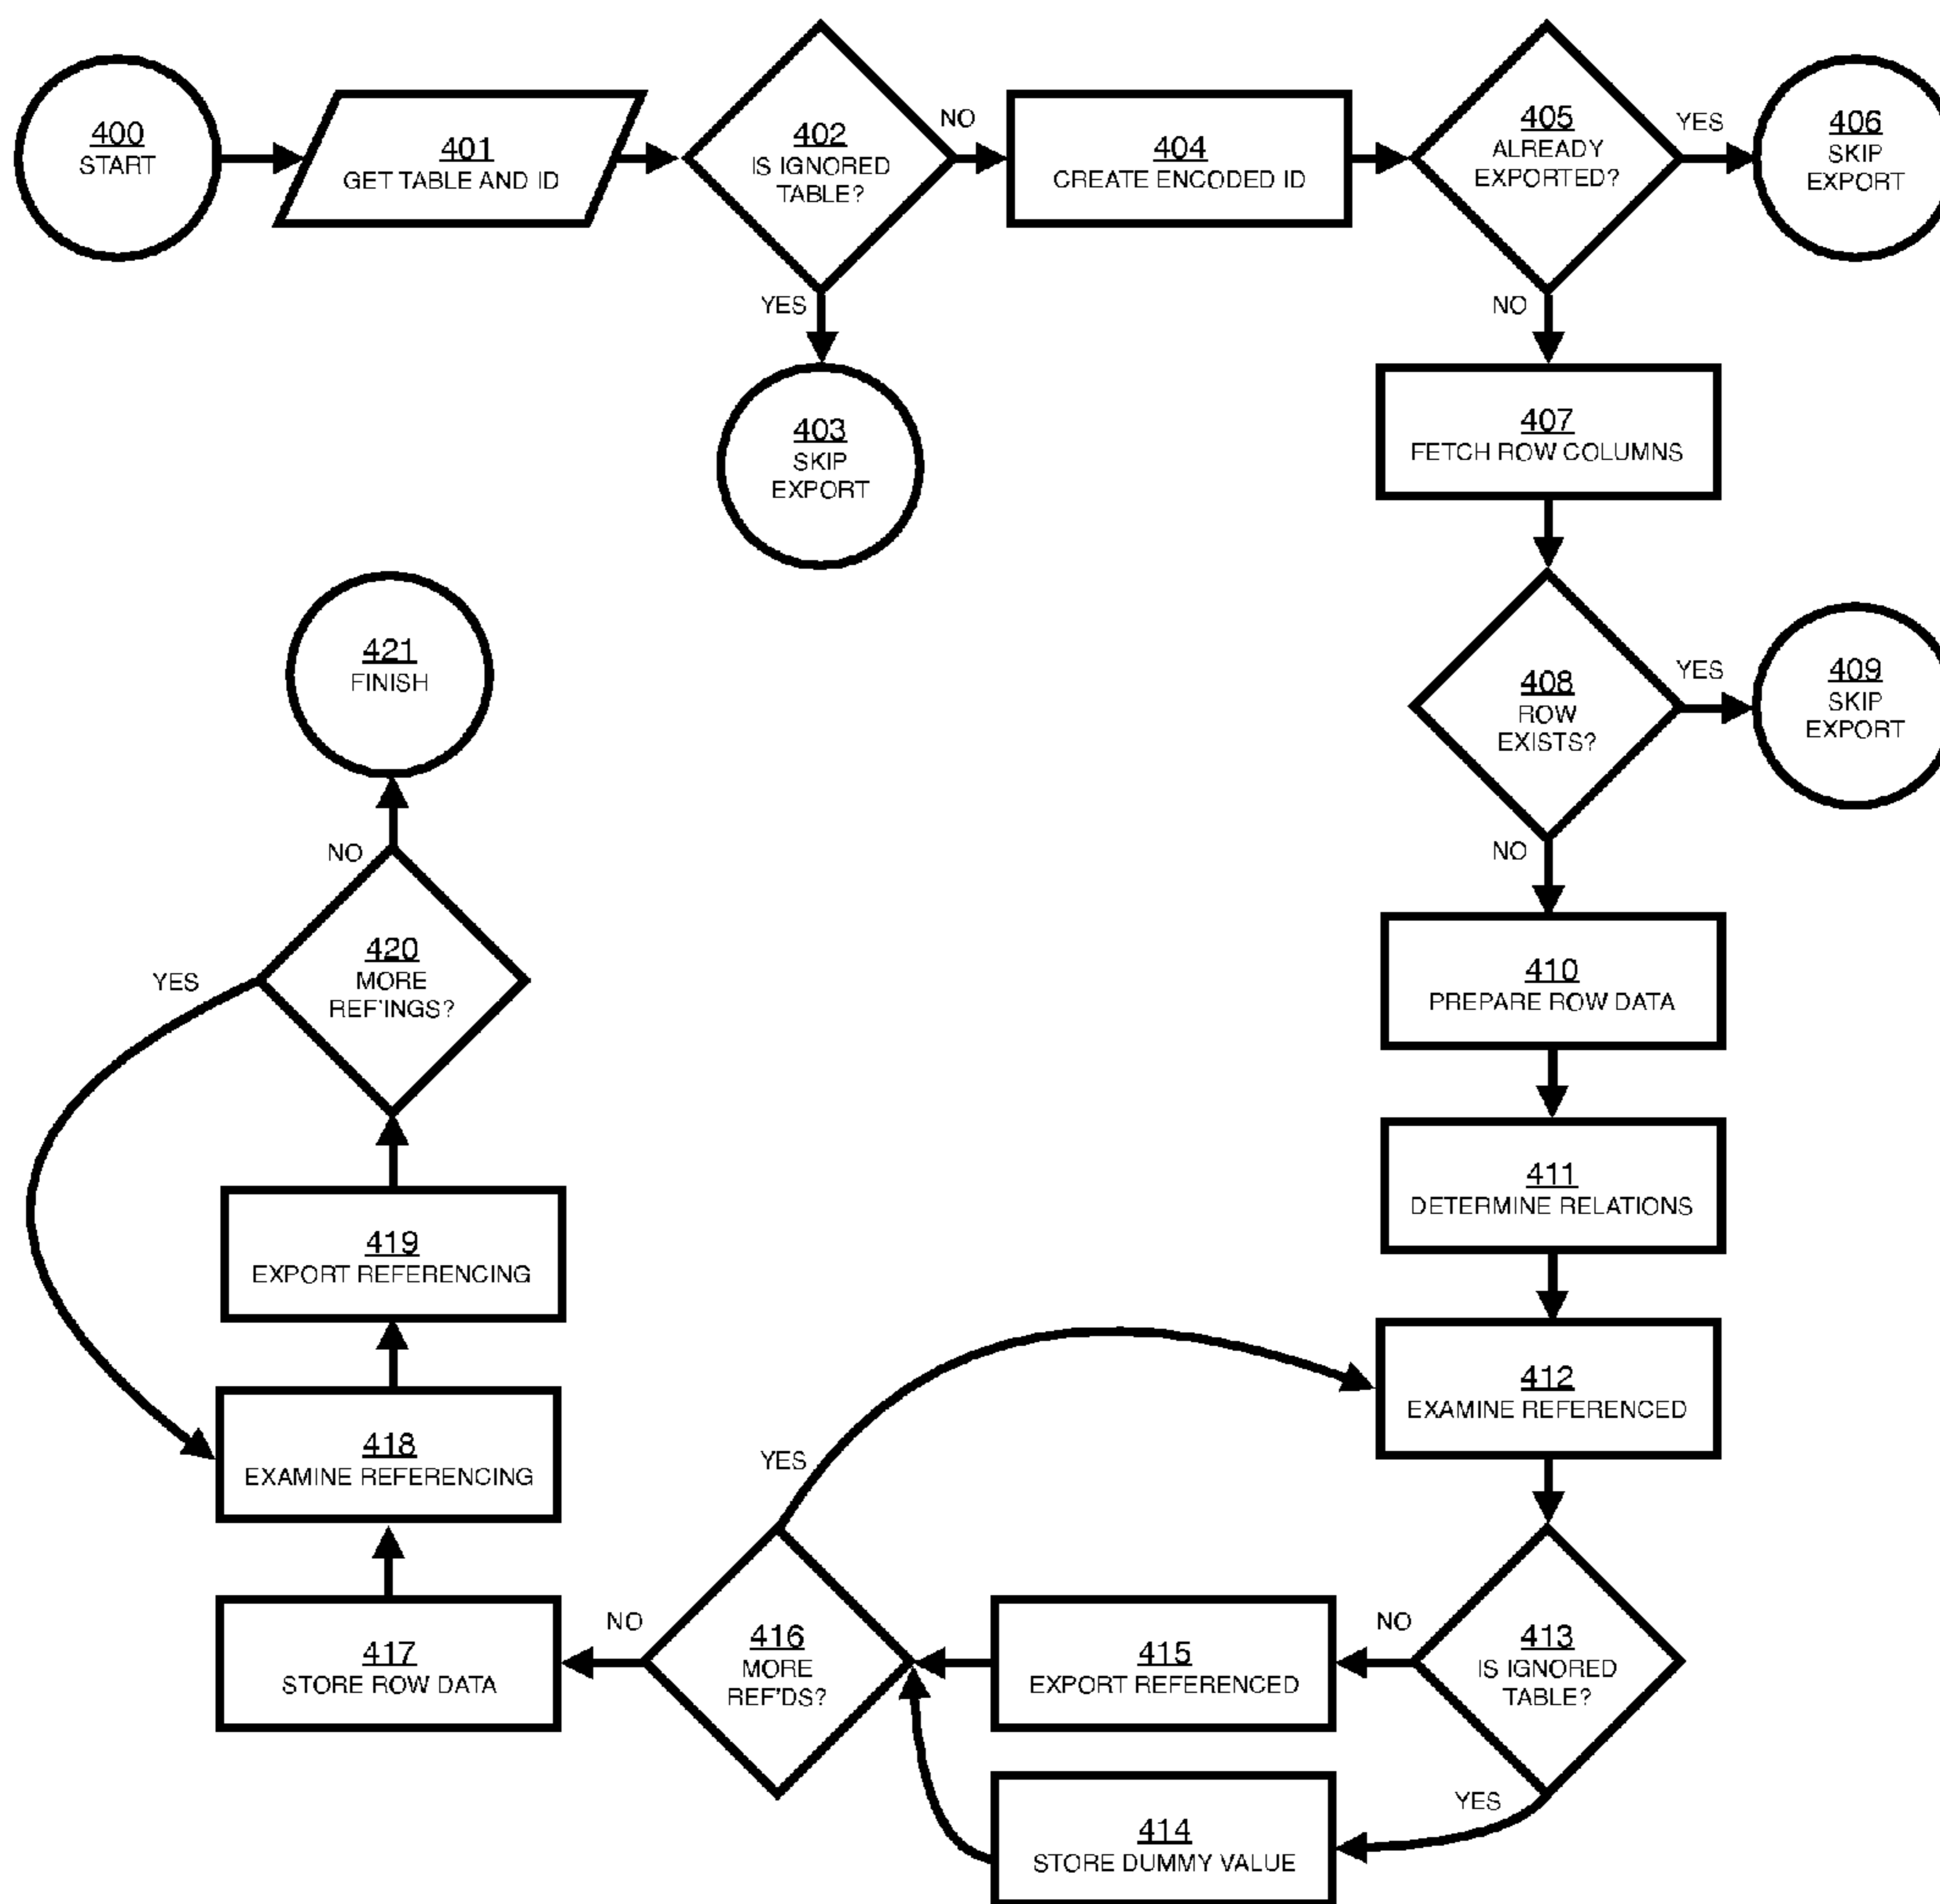 400
START
401
GET TABLE AND ID
402
IS IGNORED
TABLE?
NO
YES
403
SKIP
EXPORT
404
CREATE ENCODED ID
405
ALREADY
EXPORTED?
YES
NO
406
SKIP
EXPORT
407
FETCH ROW COLUMNS
408
ROW
EXISTS?
YES
NO
409
SKIP
EXPORT
410
PREPARE ROW DATA
411
DETERMINE RELATIONS
412
EXAMINE REFERENCED
413
IS IGNORED
TABLE?
NO
YES
414
STORE DUMMY VALUE
415
EXPORT REFERENCED
416
MORE
REF'DS?
YES
NO
417
STORE ROW DATA
418
EXAMINE REFERENCING
419
EXPORT REFERENCING
420
MORE
REF'INGS?
YES
NO
421
FINISH